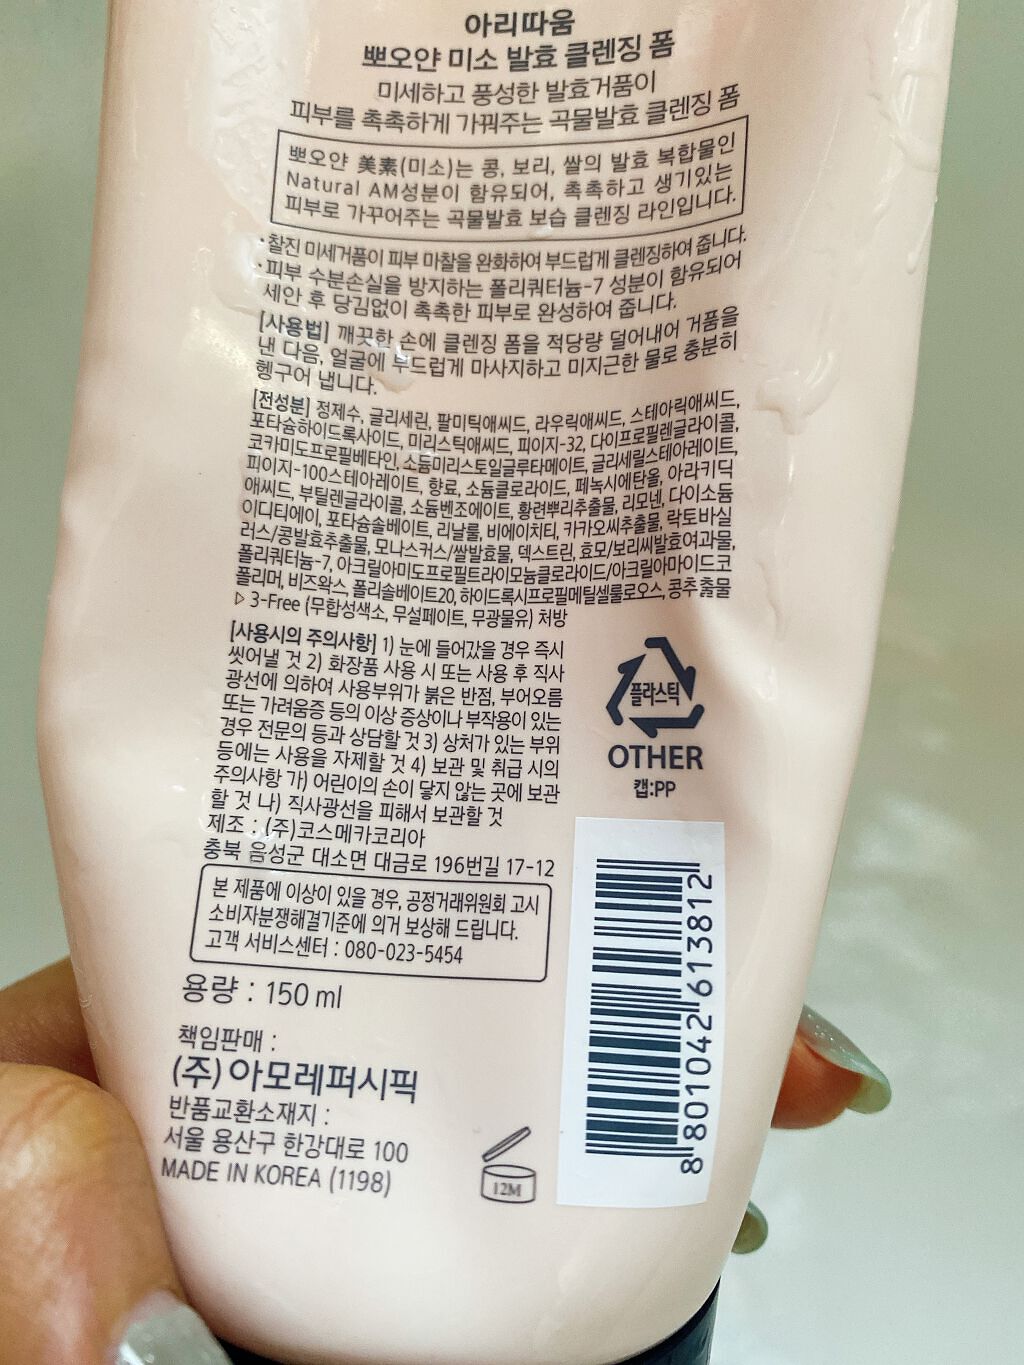 아리따움
뽀오얀 미소 발효 클렌징 폼
미세하고 풍성한 발효거품이
피부를 촉촉하게 가꿔주는 곡물발효 클렌징 폼
뽀오얀 美素(미소)는 콩, 보리, 쌀의 발효 복합물인
Natural AM성분이 함유되어, 촉촉하고 생기있는
피부로 가꾸어주는 곡물발효 보습 클렌징 라인입니다.
·찰진 미세거품이 피부 마찰을 완화하여 부드럽게 클렌징하여 줍니다.
·피부 수분손실을 방지하는 폴리쿼터늄-7 성분이 함유되어
세안 후 당김없이 촉촉한 피부로 완성하여 줍니다.
[사용법] 깨끗한 손에 클렌징 폼을 적당량 덜어내어 거품을
낸 다음, 얼굴에 부드럽게 마사지하고 미지근한 물로 충분히
헹구어 냅니다.
[전성분] 정제수, 글리세린, 팔미틱애씨드, 라우릭애씨드, 스테아릭애씨드,
포타슘하이드록사이드, 미리스틱애씨드, 피이지-32, 다이프로필렌글라이콜,
코카미도프로필베타인, 소듐미리스토일글루타메이트, 글리세릴스테아레이트,
피이지-100스테아레이트, 향료, 소듐클로라이드, 페녹시에탄올, 아라키딕
애씨드, 부틸렌글라이콜, 소듐벤조에이트, 황련뿌리추출물, 리모넨, 다이소듐
이디티에이, 포타슘솔베이트, 리날룰, 비에이치티, 카카오씨추출물, 락토바실
러스/콩발효추출물, 모나스커스/쌀발효물, 덱스트린, 효모/보리씨발효여과물,
폴리쿼터늄-7, 아크릴아미도프로필트라이모늄클로라이드/아크릴아마이드코
폴리머, 비즈왁스, 폴리솔베이트20, 하이드록시프로필메틸셀룰로오스, 콩추출물
▷ 3-Free (무합성색소, 무설페이트, 무광물유) 처방
[사용시의 주의사항] 1) 눈에 들어갔을 경우 즉시
씻어낼 것 2) 화장품 사용 시 또는 사용 후 직사
광선에 의하여 사용부위가 붉은 반점, 부어오름
또는 가려움증 등의 이상 증상이나 부작용이 있는
경우 전문의 등과 상담할 것 3) 상처가 있는 부위
등에는 사용을 자제할 것 4) 보관 및 취급 시의
주의사항 가) 어린이의 손이 닿지 않는 곳에 보관
할 것 나) 직사광선을 피해서 보관할 것
제조 : (주)코스메카코리아
충북 음성군 대소면 대금로 196번길 17-12
플라스틱
OTHER
캡:PP
본 제품에 이상이 있을 경우, 공정거래위원회 고시
소비자분쟁해결기준에 의거 보상해 드립니다.
고객 서비스센터 : 080-023-5454
용량 : 150 ml
책임판매 :
(주)아모레퍼시픽
반품교환소재지 :
서울 용산구 한강대로 100
MADE IN KOREA (1198)
12M
8 801042 613812